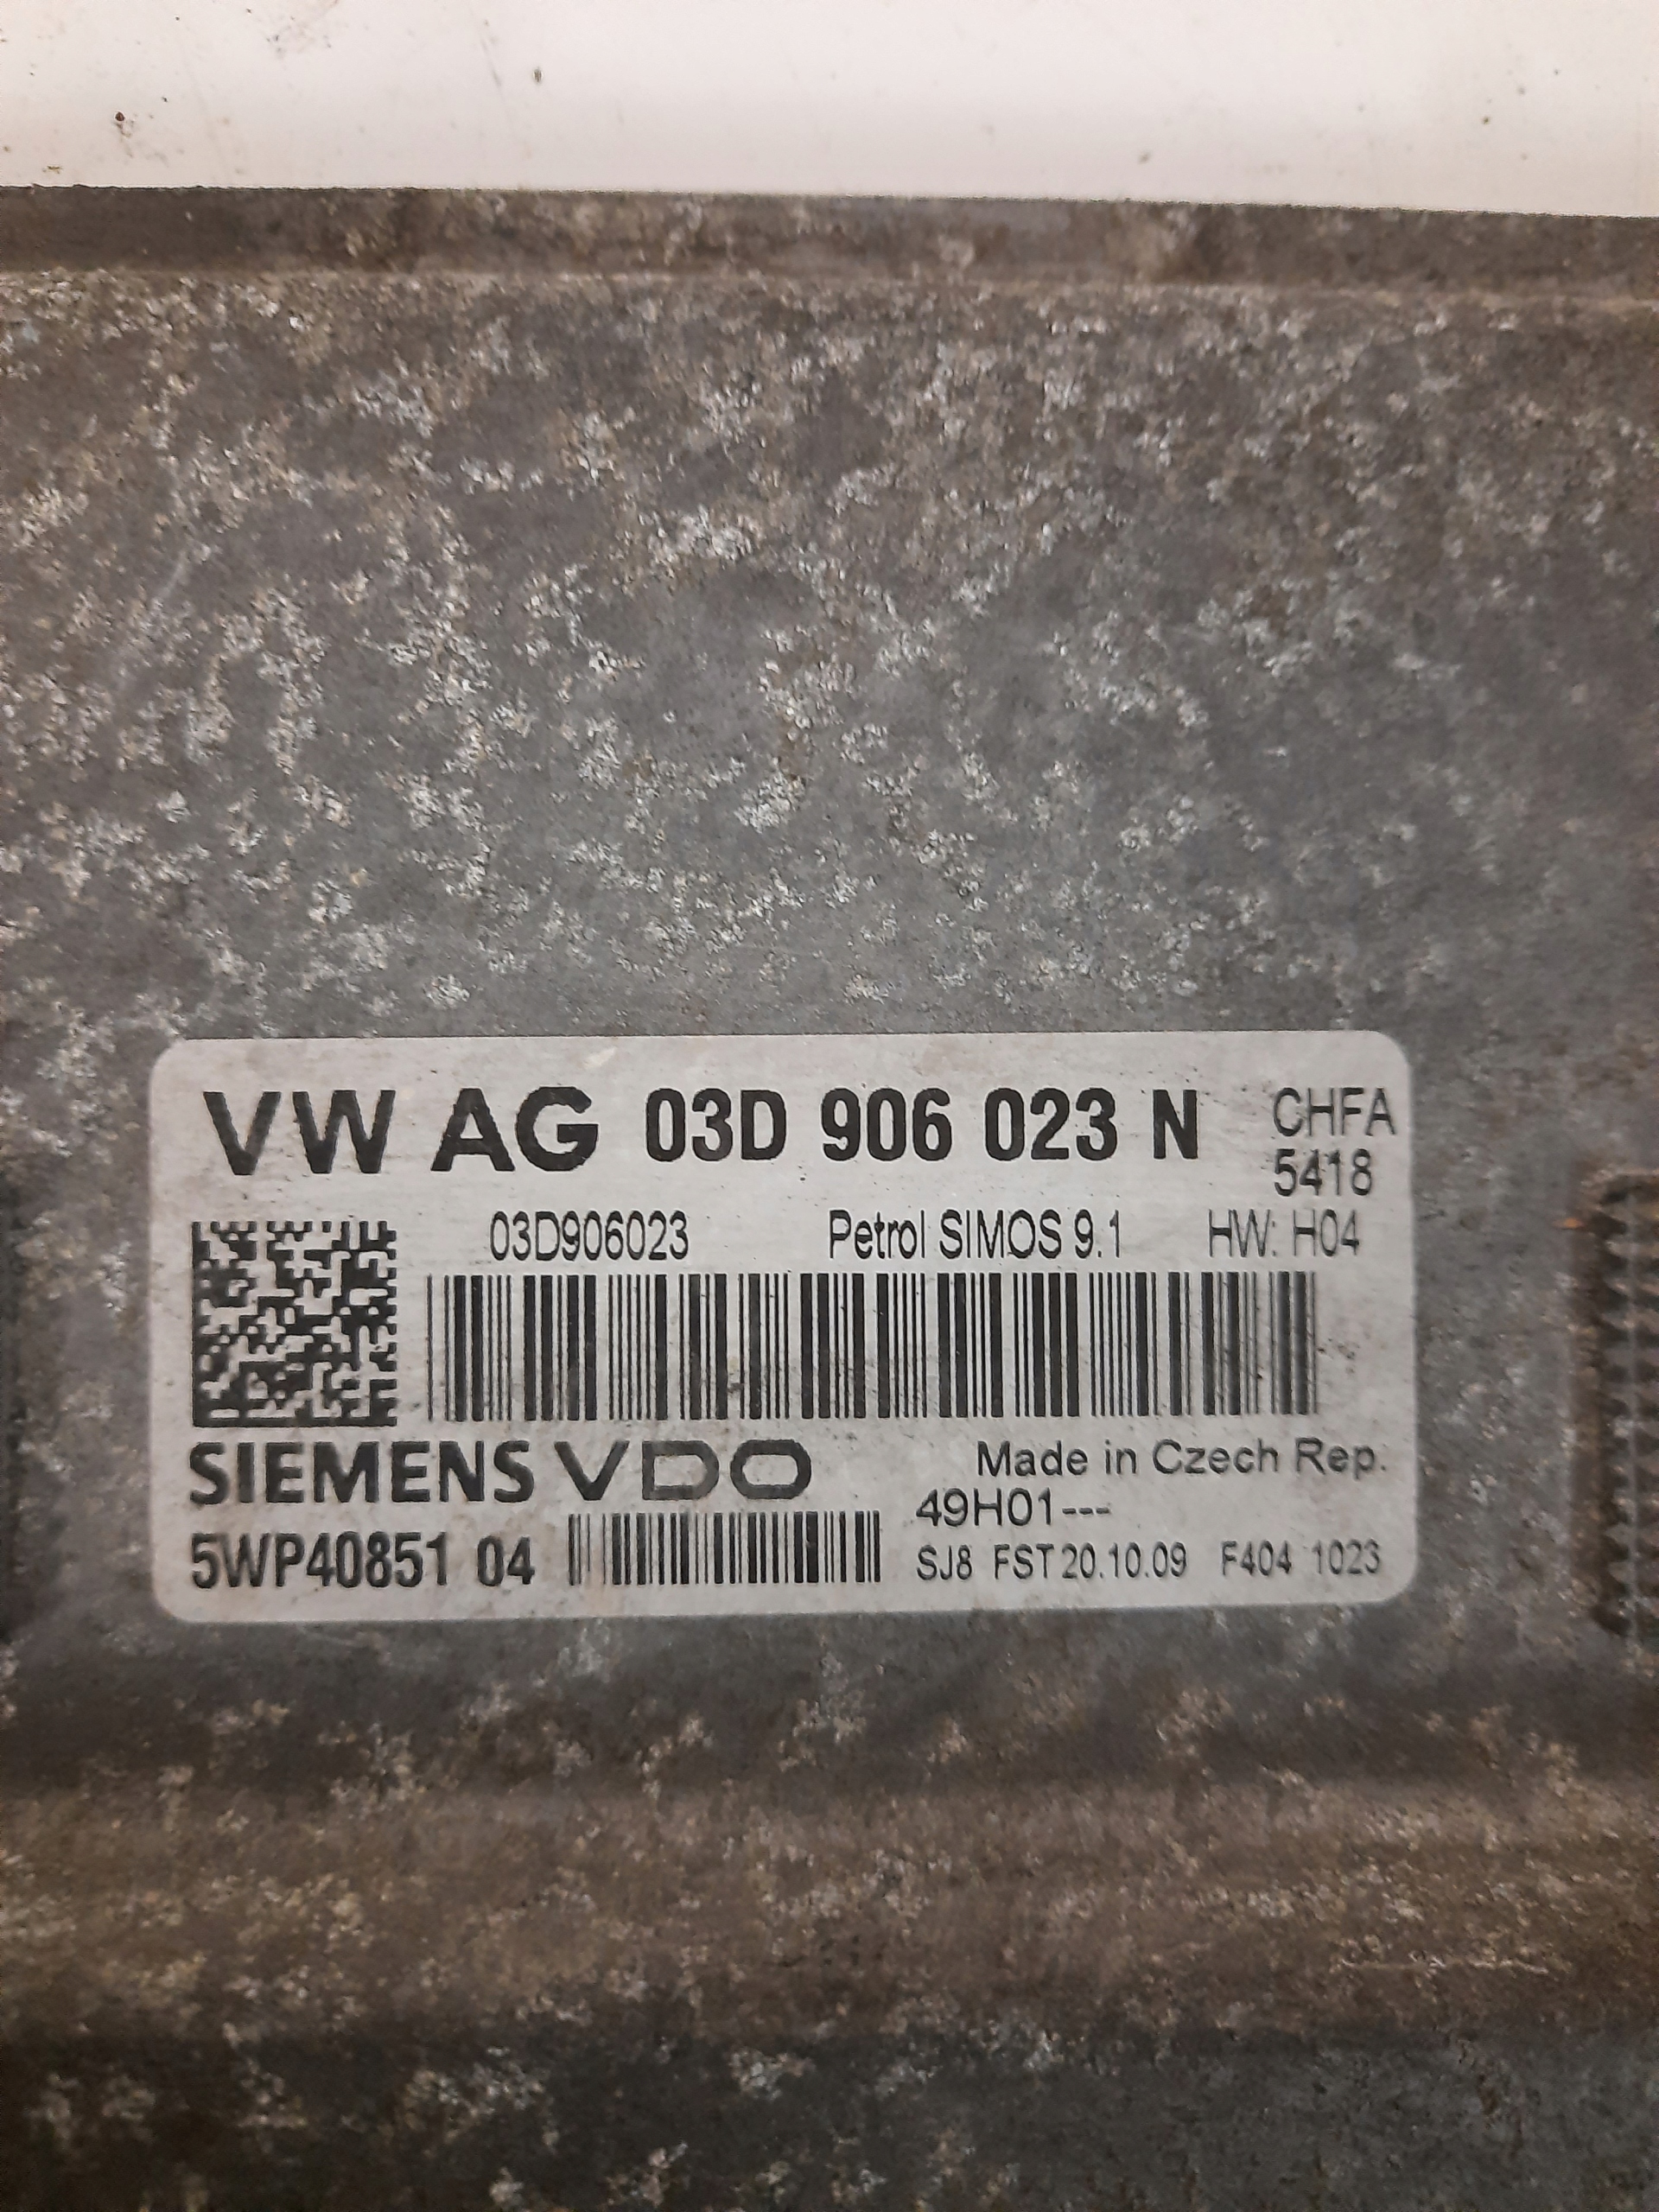 VW AG 03D 906 023 N CHFA
5418
03D906023 Petrol SIMOS 9.1 HW: H04
SIEMENS VDO Made in Czech Rep.
49H01---
5WP40851 04 SJ8 FST 20.10.09 F404 1023